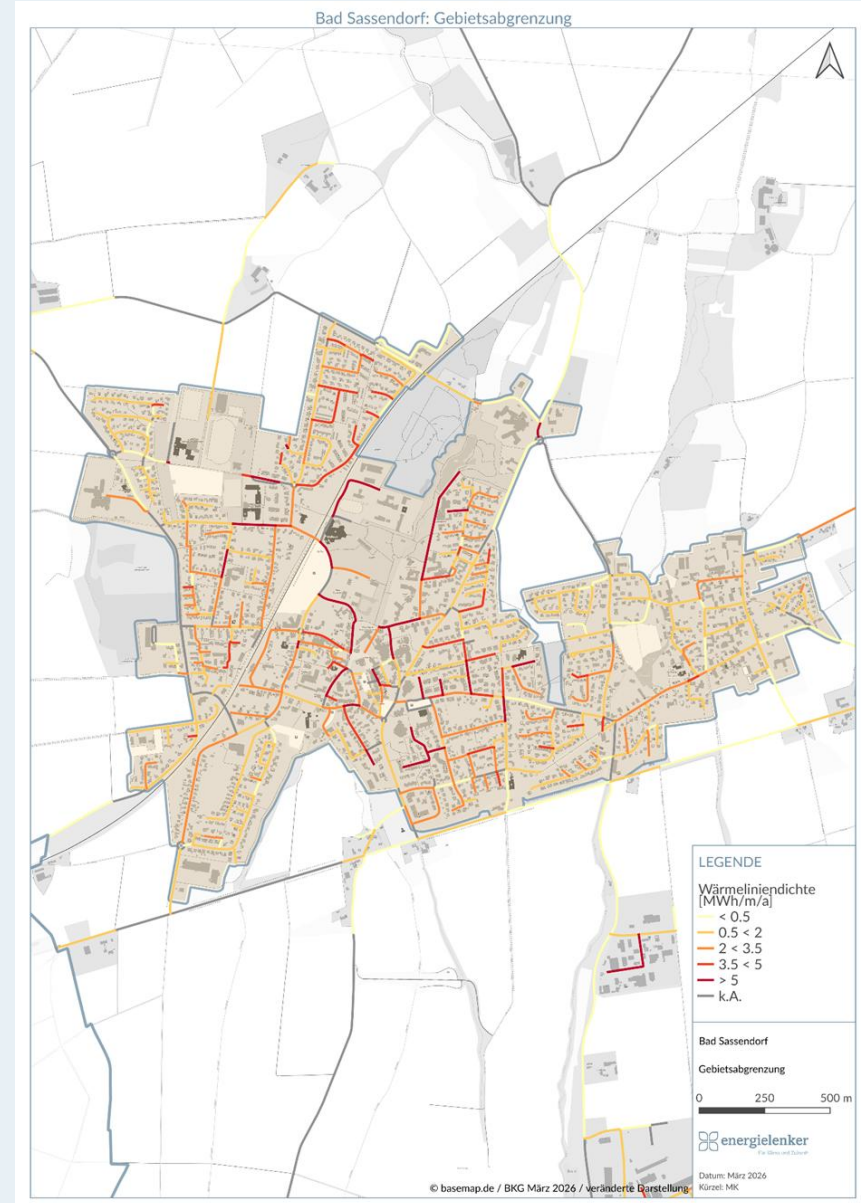 Bad Sassendorf: Gebietsabgrenzung
LEGENDE
Wärmeliniendichte
[MWh/m/a]
< 0.5
0.5 < 2
2 < 3.5
3.5 < 5
> 5
k.A.
Bad Sassendorf
Gebietsabgrenzung
0 250 500 m
energielenker
Datum: März 2026
Kürzel: MK
© basemap.de / BKG März 2026 / veränderte Darstellung